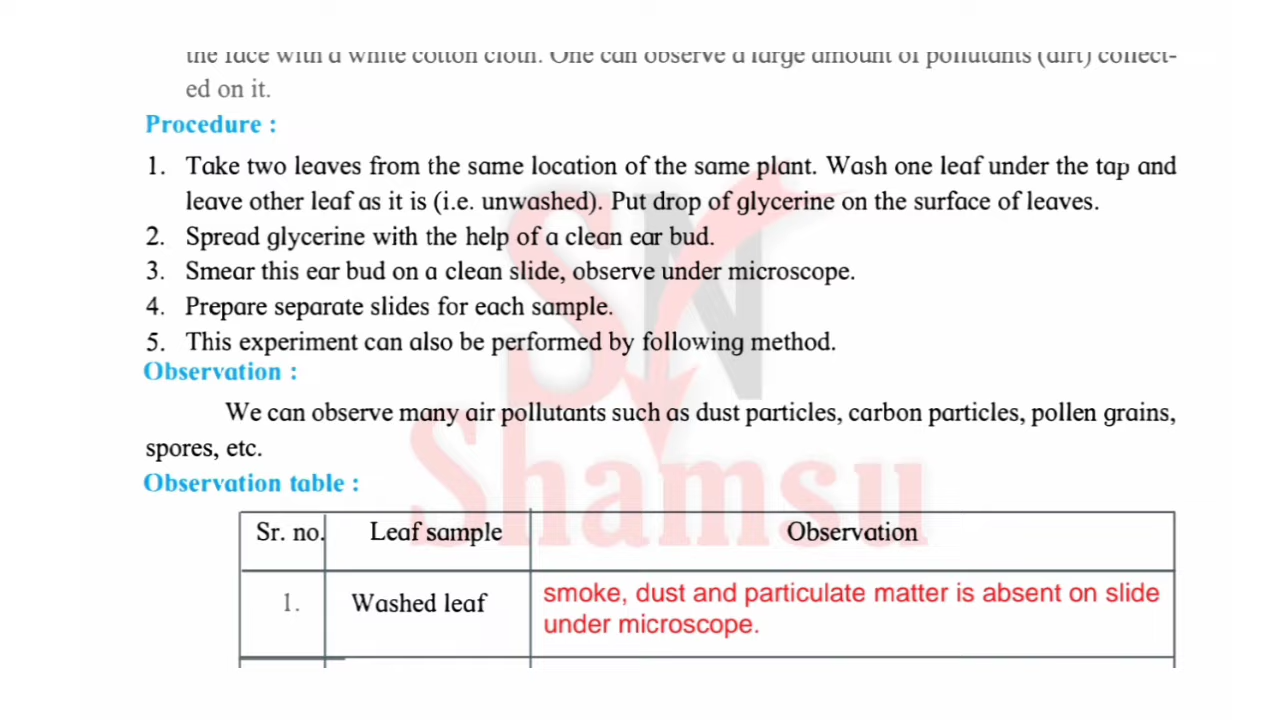 the face with a white cotton cloth. One can observe a large amount of pollutants (dirt) collect-
ed on it.
Procedure :
1. Take two leaves from the same location of the same plant. Wash one leaf under the tap and
leave other leaf as it is (i.e. unwashed). Put drop of glycerine on the surface of leaves.
2. Spread glycerine with the help of a clean ear bud.
3. Smear this ear bud on a clean slide, observe under microscope.
4. Prepare separate slides for each sample.
5. This experiment can also be performed by following method.
Observation :
We can observe many air pollutants such as dust particles, carbon particles, pollen grains,
spores, etc.
Observation table :
Sr. no. Leaf sample Observation
1. Washed leaf smoke, dust and particulate matter is absent on slide
under microscope.
SN
Shamsu